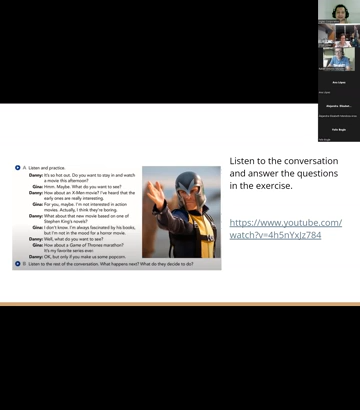 A Listen and practice.
Danny: It's so hot out. Do you want to stay in and watch
a movie this afternoon?
Gina: Hmm. Maybe. What do you want to see?
Danny: How about an X-Men movie? I've heard that the
early ones are really interesting.
Gina: For you, maybe. I'm not interested in action
movies. Actually, I think they're boring.
Danny: What about that new movie based on one of
Stephen King's novels?
Gina: I don't know. I'm always fascinated by his books,
but I'm not in the mood for a horror movie.
Danny: Well, what do you want to see?
Gina: How about a Game of Thrones marathon?
It's my favorite series ever.
Danny: OK, but only if you make us some popcorn.
B Listen to the rest of the conversation. What happens next? What do they decide to do?
Listen to the conversation
and answer the questions
in the exercise.
https://www.youtube.com/
watch?v=4h5nYxJz784